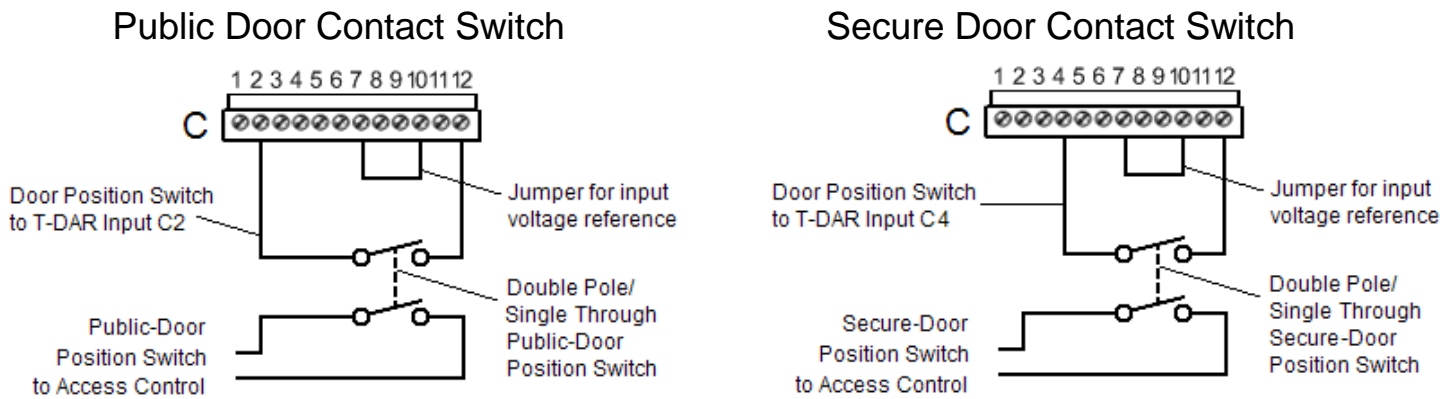 Public Door Contact Switch
1 2 3 4 5 6 7 8 9 10 11 12
C
Door Position Switch
to T-DAR Input C2
Jumper for input
voltage reference
Double Pole/
Single Through
Public-Door
Position Switch
Public-Door
Position Switch
to Access Control
Secure Door Contact Switch
1 2 3 4 5 6 7 8 9 10 11 12
C
Door Position Switch
to T-DAR Input C4
Jumper for input
voltage reference
Double Pole/
Single Through
Secure-Door
Position Switch
Secure-Door
Position Switch
to Access Control